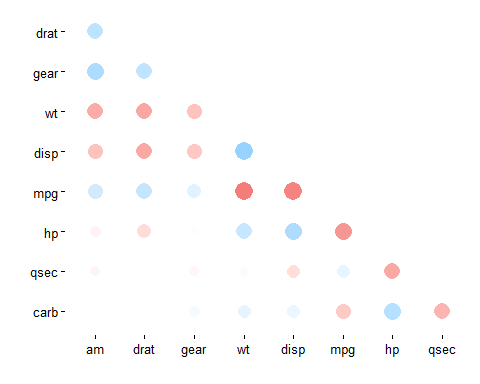 drat
gear
wt
disp
mpg
hp
qsec
carb
am drat gear wt disp mpg hp qsec